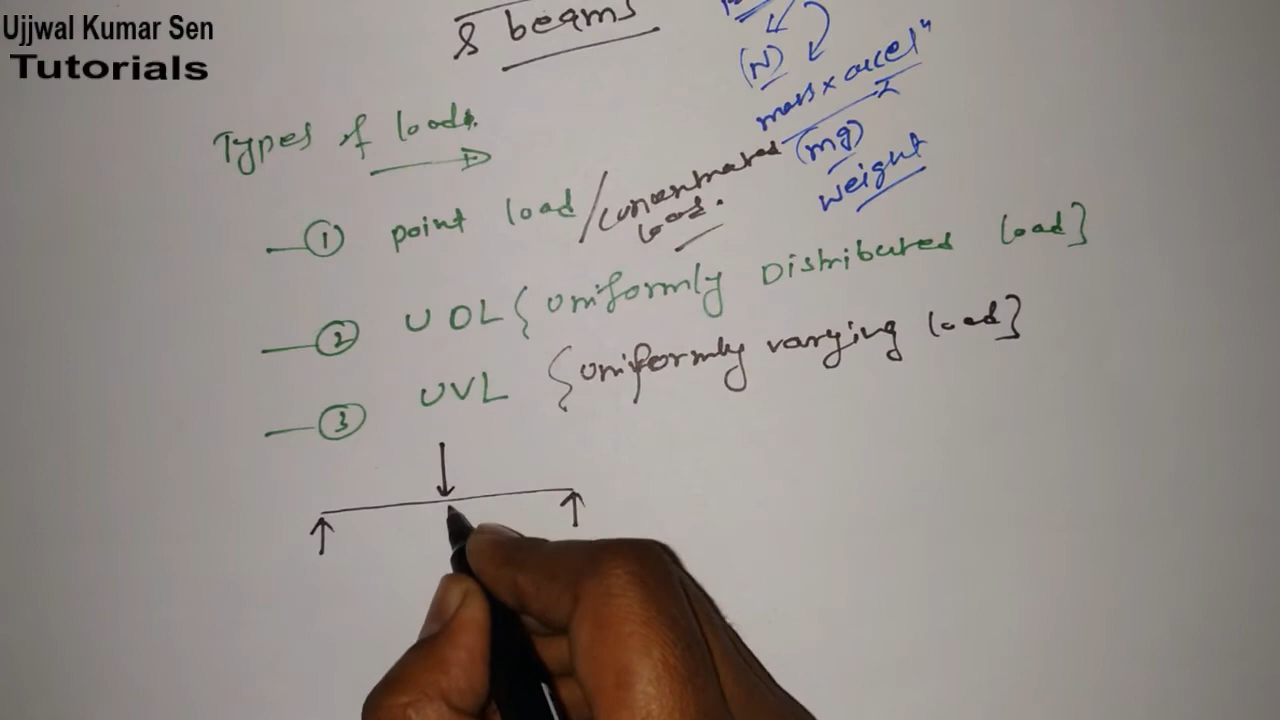 Ujjwal Kumar Sen
Tutorials
& beams
(N)
mass x accel"
(mg)
weight
Types of loads.
1 point load / concentrated
load.
2 UDL { Uniformly Distributed load]
3 UVL { uniformly varying load]